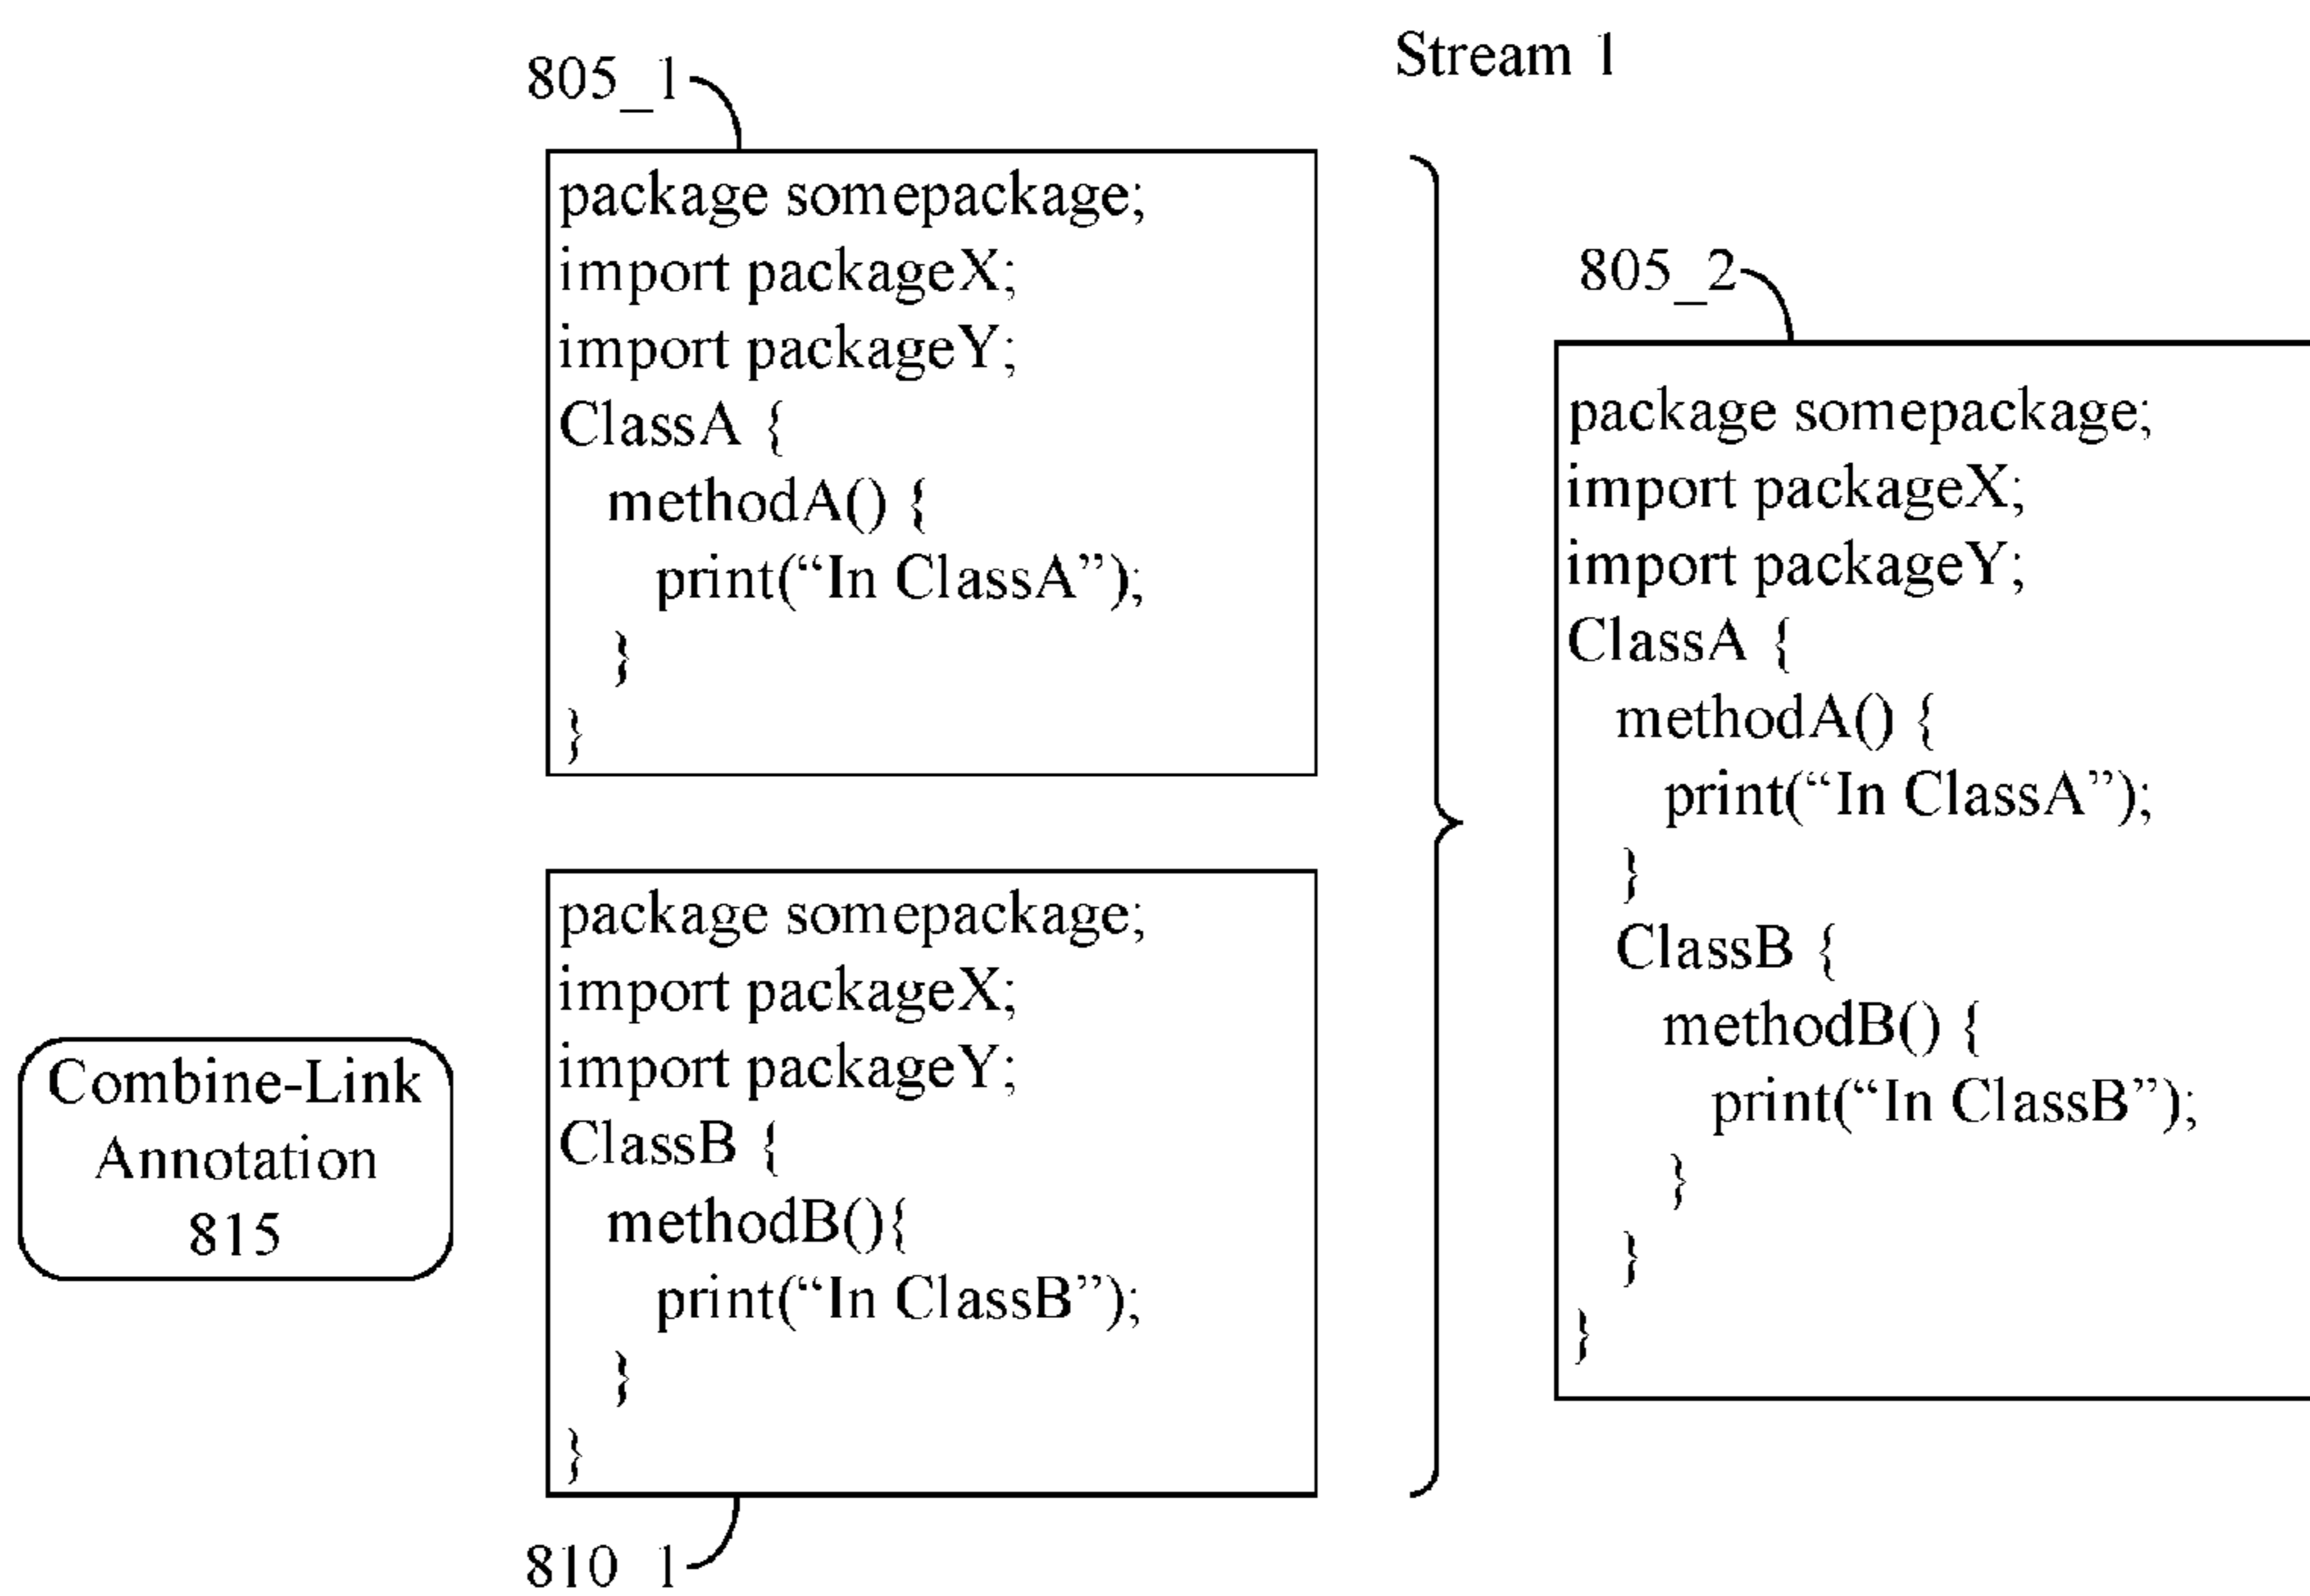 Stream 1
805_1
package somepackage;
import packageX;
import packageY;
ClassA {
methodA() {
print(“In ClassA”);
}
}
Combine-Link
Annotation
815
package somepackage;
import packageX;
import packageY;
ClassB {
methodB(){
print(“In ClassB”);
}
}
810_1
805_2
package somepackage;
import packageX;
import packageY;
ClassA {
methodA() {
print(“In ClassA”);
}
ClassB {
methodB() {
print(“In ClassB”);
}
}
}